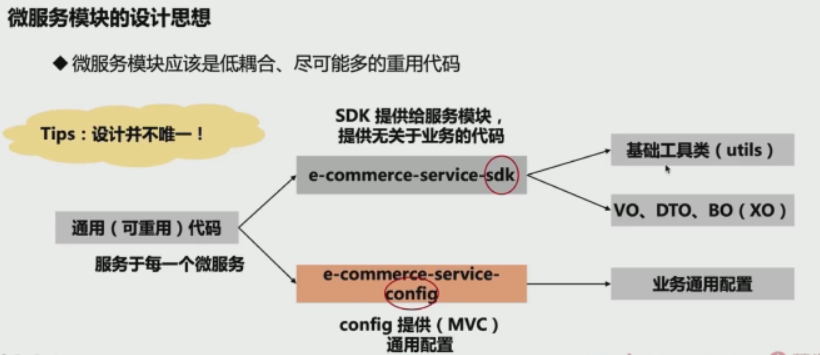 微服务模块的设计思想
◆ 微服务模块应该是低耦合、尽可能多的重用代码
Tips：设计并不唯一！
SDK 提供给服务模块，
提供无关于业务的代码
e-commerce-service-sdk
基础工具类（utils）
VO、DTO、BO（XO）
通用（可重用）代码
服务于每一个微服务
e-commerce-service-
config
业务通用配置
config 提供（MVC）
通用配置